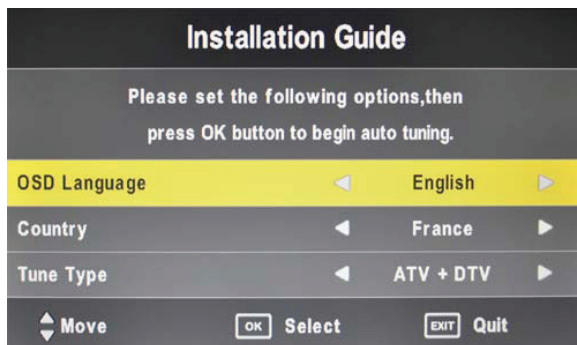 Installation Guide
Please set the following options,then
press OK button to begin auto tuning.
OSD Language English
Country France
Tune Type ATV + DTV
Move OK Select EXIT Quit